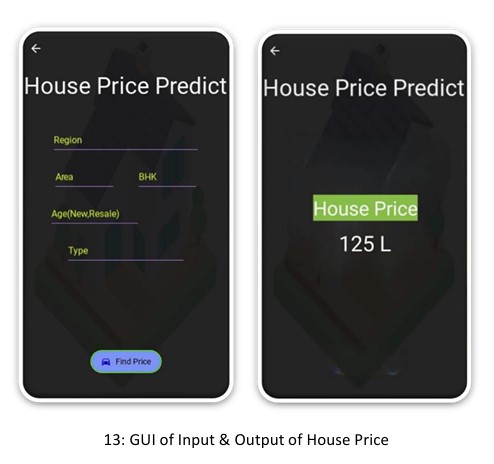 House Price Predict
Region
Area BHK
Age(New,Resale)
Type
Find Price
House Price Predict
House Price
125 L
13: GUI of Input & Output of House Price